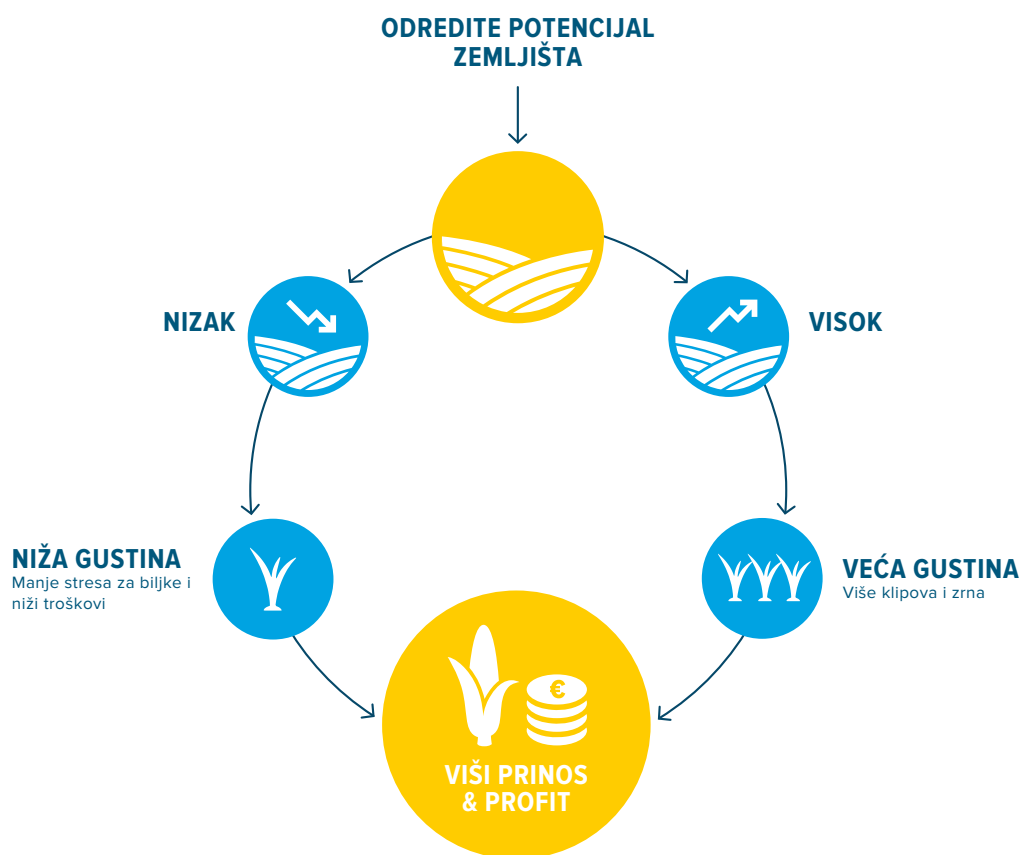 ODREDITE POTENCIJAL
ZEMLJIŠTA
NIZAK
VISOK
NIŽA GUSTINA
Manje stresa za biljke i
niži troškovi
VEĆA GUSTINA
Više klipova i zrna
€
VIŠI PRINOS
& PROFIT